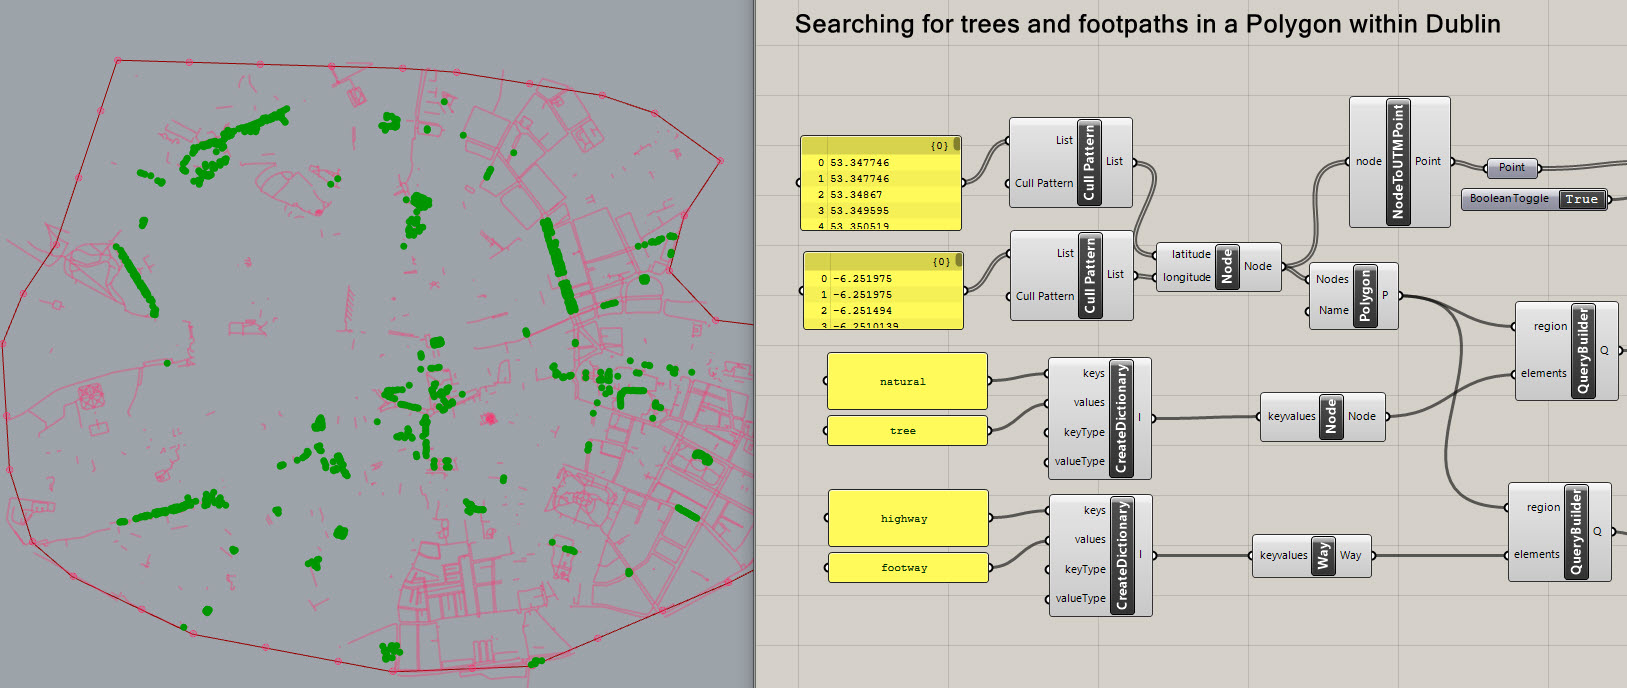 Searching for trees and footpaths in a Polygon within Dublin
{0}
0 53.347746
1 53.347746
2 53.34867
3 53.349595
4 53.350519
List
Cull Pattern
Cull Pattern
List
{0}
0 -6.251975
1 -6.251975
2 -6.251494
3 -6.2510139
List
Cull Pattern
Cull Pattern
List
latitude
longitude
Node
Node
node
NodeToUTMPoint
Point
Point
Boolean Toggle
True
Nodes
Name
Polygon
P
natural
tree
keys
values
keyType
valueType
CreateDictionary
I
keyvalues
Node
Node
region
elements
QueryBuilder
Q
highway
footway
keys
values
keyType
valueType
CreateDictionary
I
keyvalues
Way
Way
region
elements
QueryBuilder
Q